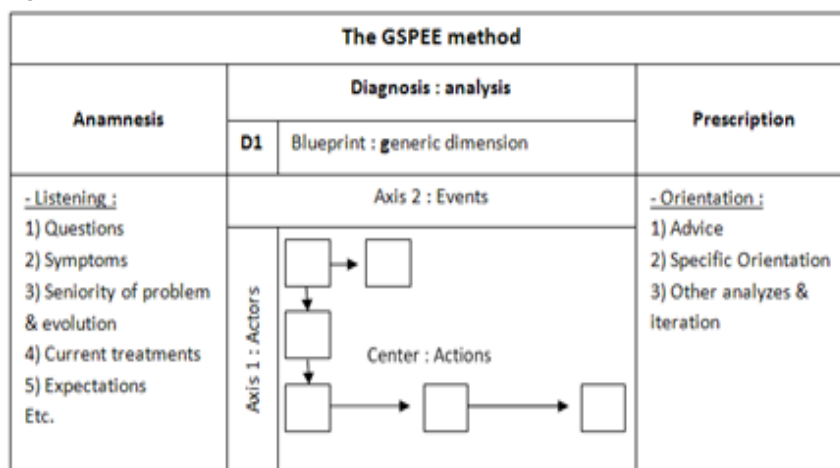 The GSPEE method
Anamnesis
Diagnosis : analysis
D1
Blueprint : generic dimension
Prescription
- Listening :
1) Questions
2) Symptoms
3) Seniority of problem
& evolution
4) Current treatments
5) Expectations
Etc.
Axis 2 : Events
Axis 1 : Actors
Center : Actions
- Orientation :
1) Advice
2) Specific Orientation
3) Other analyzes &
iteration